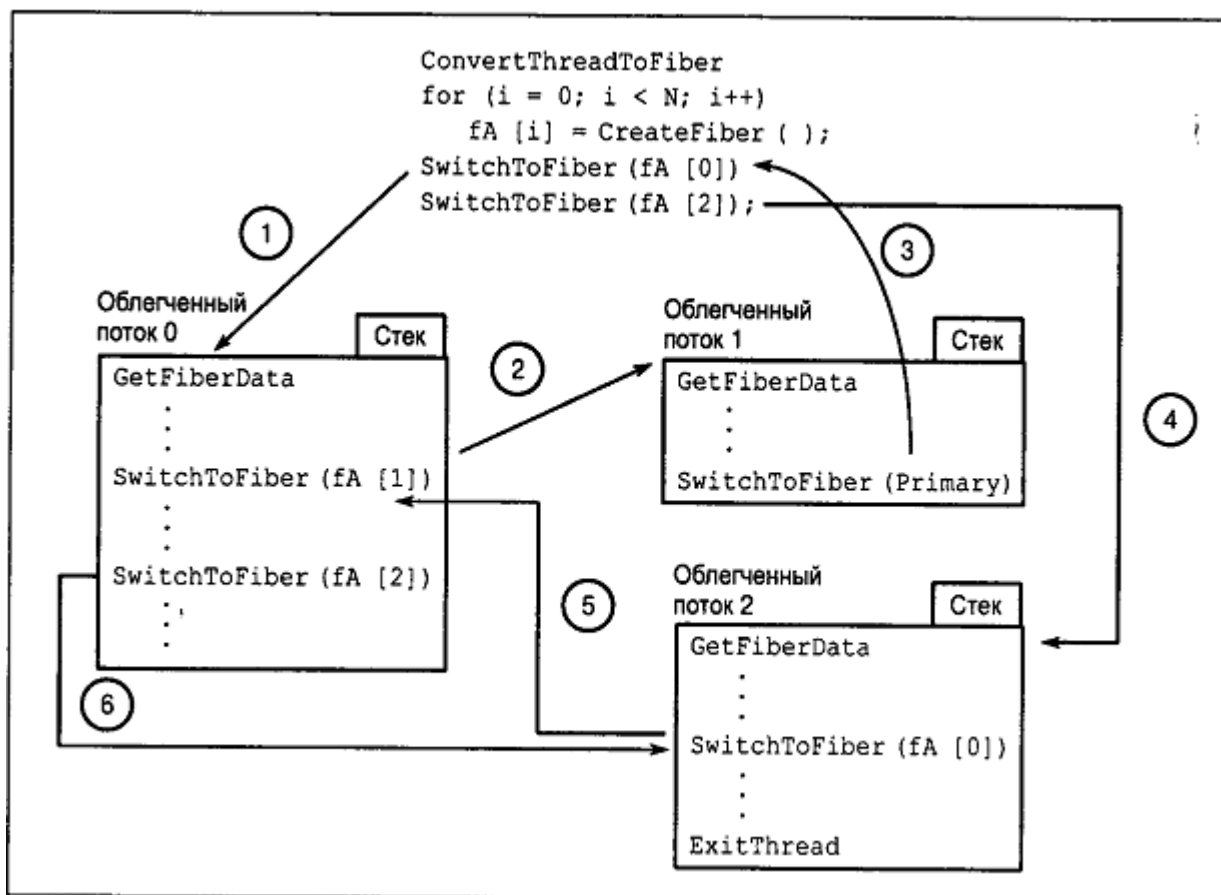 ConvertThreadToFiber
for (i = 0; i < N; i++)
fA [i] = CreateFiber ( );
SwitchToFiber (fA [0])
SwitchToFiber (fA [2]);
1
3
Облегченный
поток 0
Стек
GetFiberData
SwitchToFiber (fA [1])
SwitchToFiber (fA [2])
2
Облегченный
поток 1
Стек
GetFiberData
SwitchToFiber (Primary)
4
5
6
Облегченный
поток 2
Стек
GetFiberData
SwitchToFiber (fA [0])
ExitThread